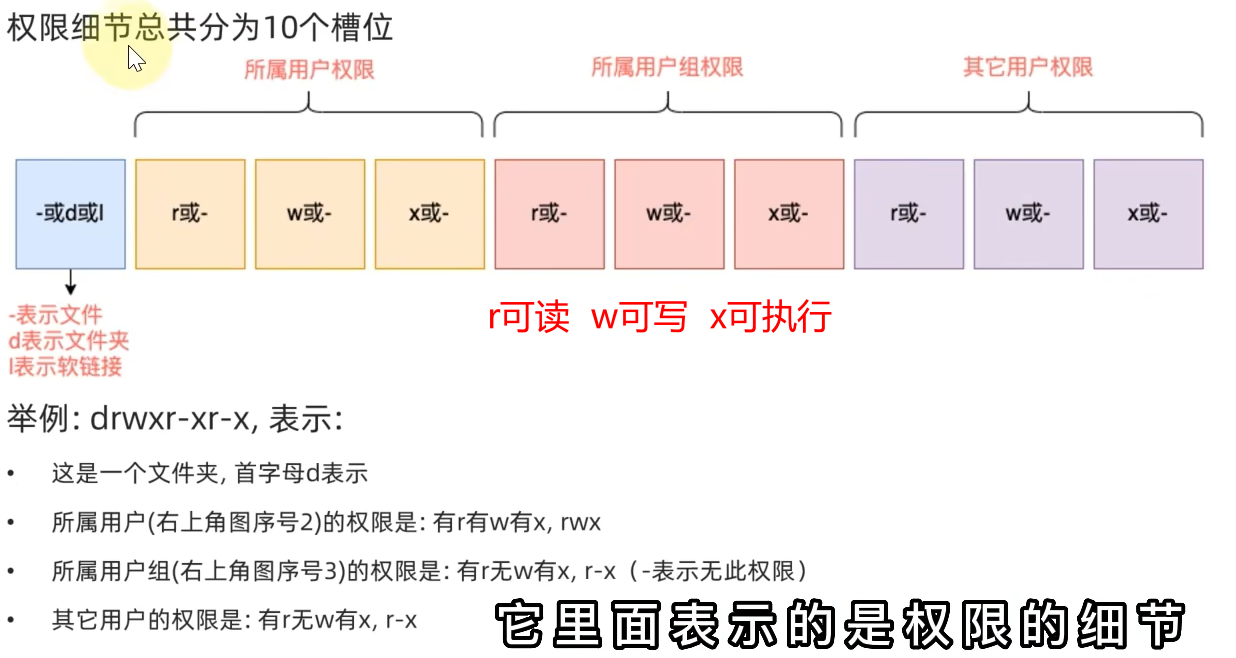 权限细节总共分为10个槽位
所属用户权限 所属用户组权限 其它用户权限
-或d或l r或- w或- x或- r或- w或- x或- r或- w或- x或-
-表示文件
d表示文件夹
l表示软链接
r可读 w可写 x可执行
举例: drwxr-xr-x, 表示:
• 这是一个文件夹, 首字母d表示
• 所属用户(右上角图序号2)的权限是: 有r有w有x, rwx
• 所属用户组(右上角图序号3)的权限是: 有r无w有x, r-x（-表示无此权限）
• 其它用户的权限是: 有r无w有x, r-x
它里面表示的是权限的细节